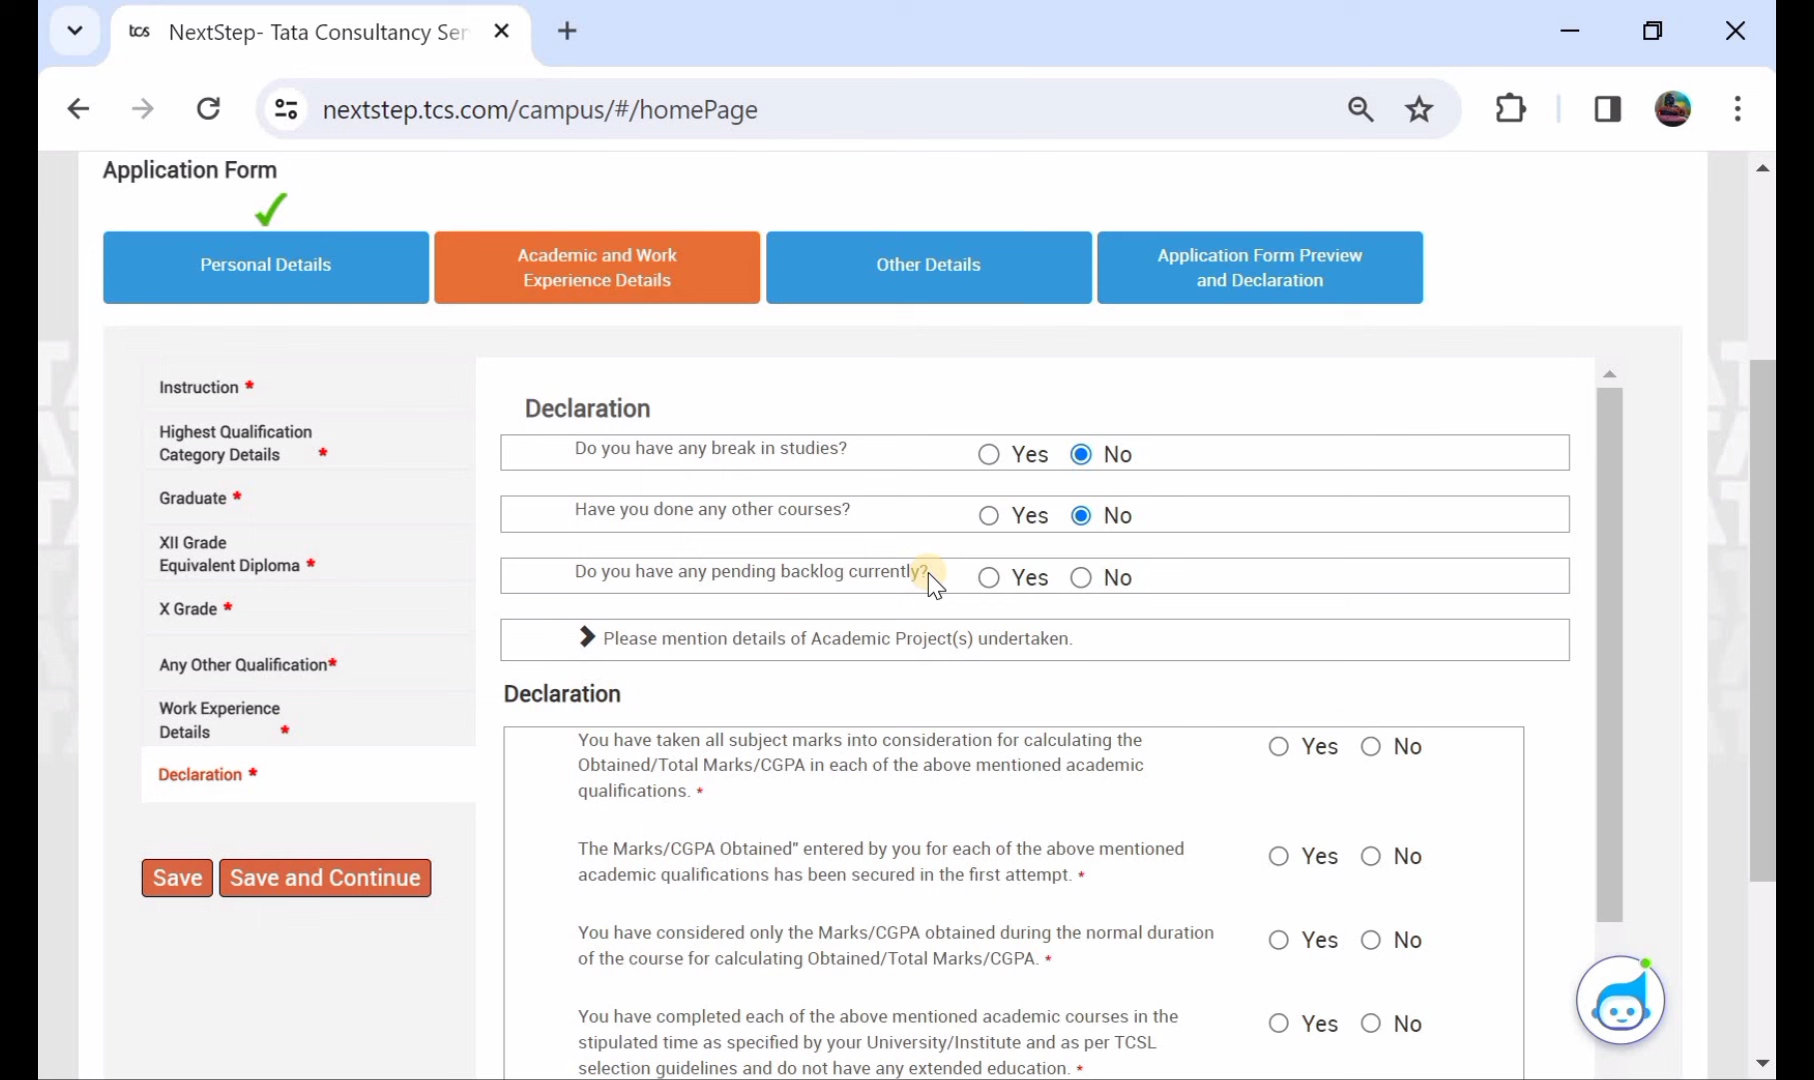 tcs NextStep- Tata Consultancy Ser
nextstep.tcs.com/campus/#/homePage
Application Form
Personal Details
Academic and Work
Experience Details
Other Details
Application Form Preview
and Declaration
Instruction *
Highest Qualification
Category Details *
Graduate *
XII Grade
Equivalent Diploma *
X Grade *
Any Other Qualification*
Work Experience
Details *
Declaration *
Save
Save and Continue
Declaration
Do you have any break in studies? Yes No
Have you done any other courses? Yes No
Do you have any pending backlog currently? Yes No
Please mention details of Academic Project(s) undertaken.
Declaration
You have taken all subject marks into consideration for calculating the Yes No
Obtained/Total Marks/CGPA in each of the above mentioned academic
qualifications. *
The Marks/CGPA Obtained" entered by you for each of the above mentioned Yes No
academic qualifications has been secured in the first attempt. *
You have considered only the Marks/CGPA obtained during the normal duration Yes No
of the course for calculating Obtained/Total Marks/CGPA. *
You have completed each of the above mentioned academic courses in the Yes No
stipulated time as specified by your University/Institute and as per TCSL
selection guidelines and do not have any extended education. *